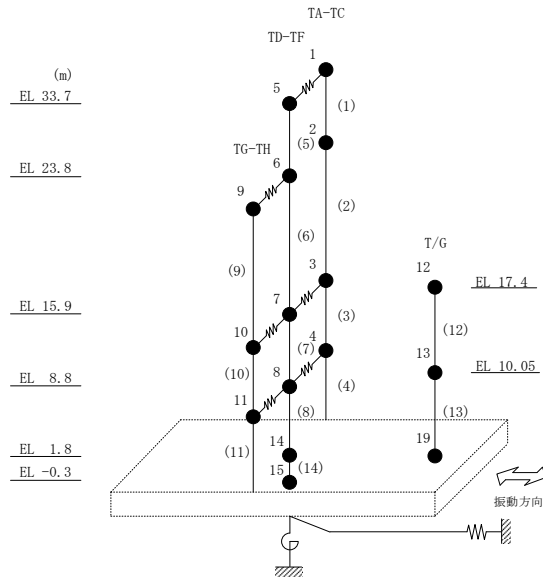 TA-TC
TD-TF
(m)
1
5
EL 33.7
(1)
2
(5)
TG-TH
6
EL 23.8
9
(2)
(6)
T/G
(9)
3
12
EL 17.4
7
EL 15.9
10
(3)
(12)
4
13
(7)
EL 10.05
(10)
8
EL 8.8
(4)
11
(8)
(13)
(11)
14
19
EL 1.8
15
(14)
EL -0.3
振動方向